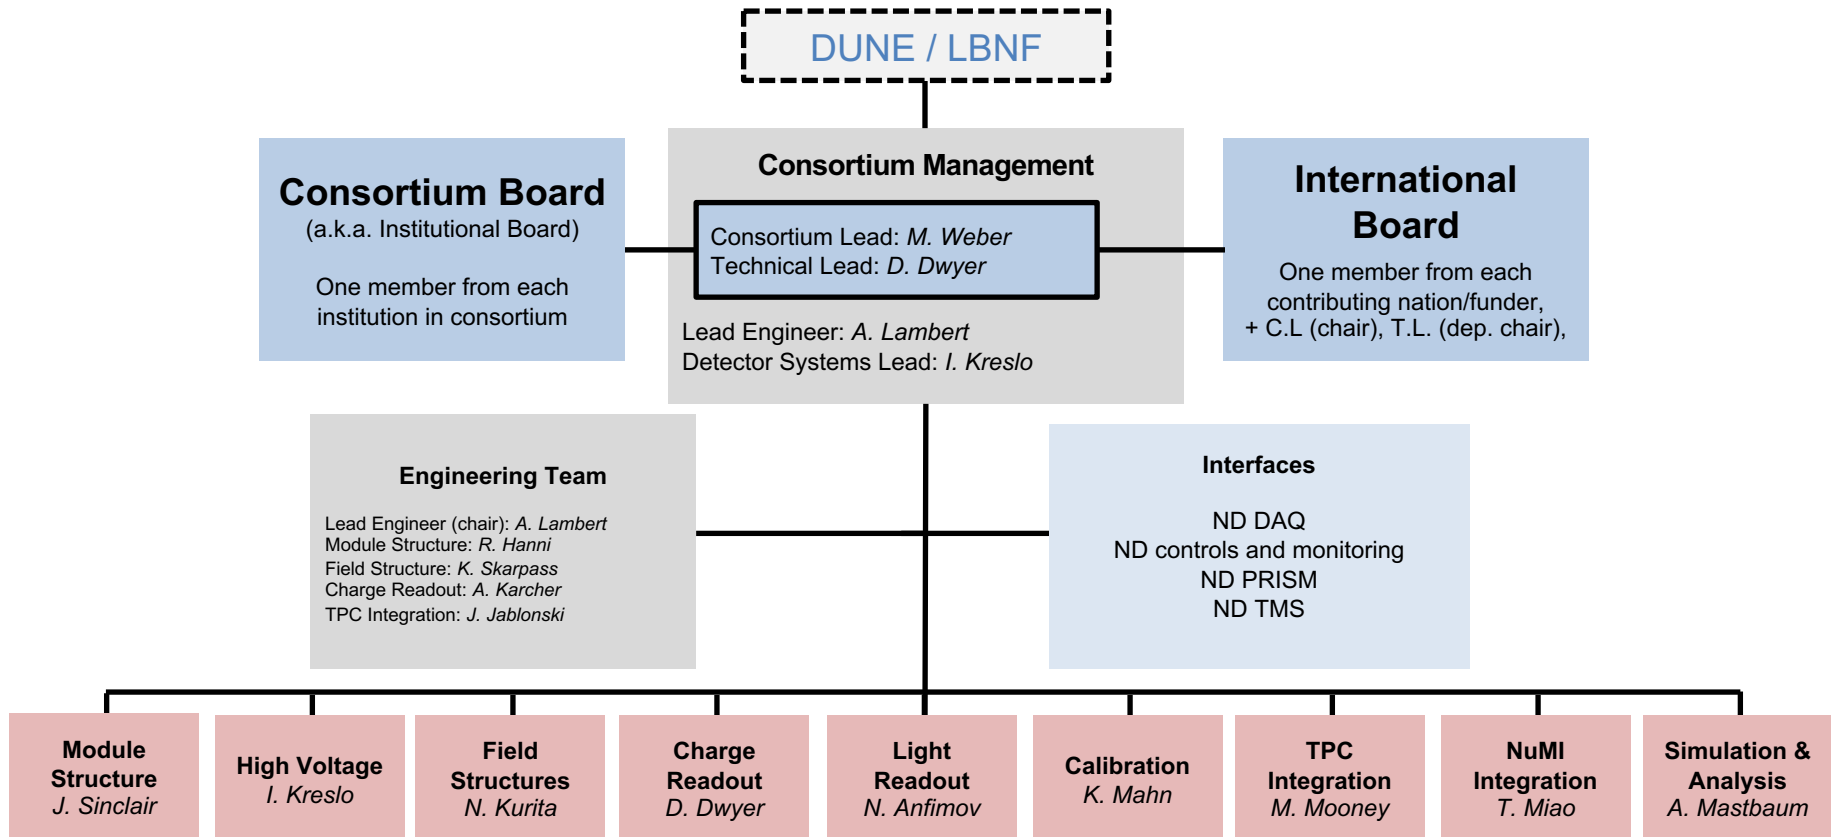 DUNE / LBNF
Consortium Board
(a.k.a. Institutional Board)
One member from each
institution in consortium
Consortium Management
Consortium Lead: M. Weber
Technical Lead: D. Dwyer
Lead Engineer: A. Lambert
Detector Systems Lead: I. Kreslo
International
Board
One member from each
contributing nation/funder,
+ C.L (chair), T.L. (dep. chair),
Engineering Team
Lead Engineer (chair): A. Lambert
Module Structure: R. Hanni
Field Structure: K. Skarpass
Charge Readout: A. Karcher
TPC Integration: J. Jablonski
Interfaces
ND DAQ
ND controls and monitoring
ND PRISM
ND TMS
Module
Structure
J. Sinclair
High Voltage
I. Kreslo
Field
Structures
N. Kurita
Charge
Readout
D. Dwyer
Light
Readout
N. Anfimov
Calibration
K. Mahn
TPC
Integration
M. Mooney
NuMI
Integration
T. Miao
Simulation &
Analysis
A. Mastbaum